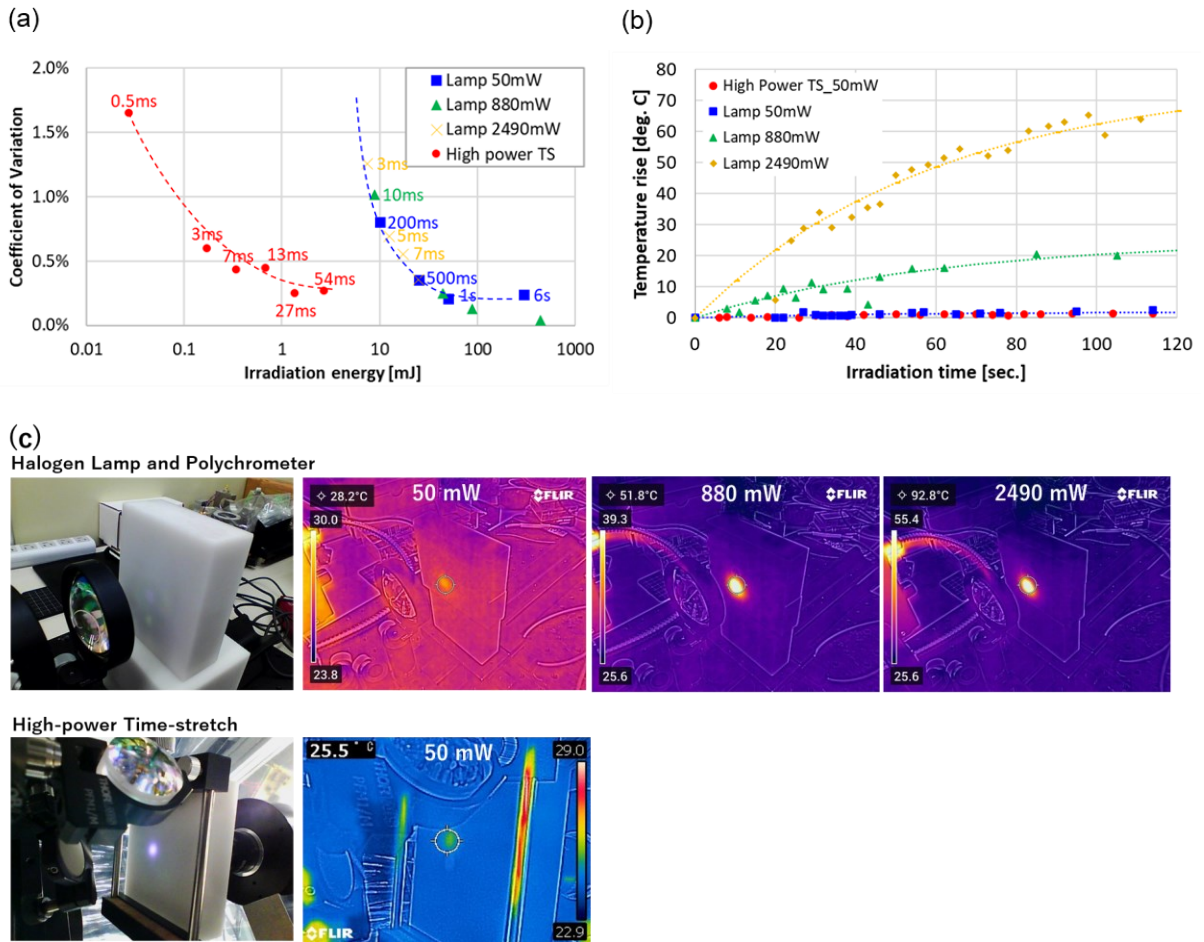 (a)
2.0%
1.5%
1.0%
0.5%
0.0%
Coefficient of Variation
0.01
0.1
1
10
100
1000
Irradiation energy [mJ]
Lamp 50mW
Lamp 880mW
Lamp 2490mW
High power TS
0.5ms
3ms
7ms
13ms
27ms
54ms
3ms
10ms
200ms
5ms
7ms
500ms
1s
6s
(b)
80
70
60
50
40
30
20
10
0
Temperature rise [deg. C]
0
20
40
60
80
100
120
Irradiation time [sec.]
High Power TS_50mW
Lamp 50mW
Lamp 880mW
Lamp 2490mW
(c)
Halogen Lamp and Polychrometer
28.2°C
50 mW
FLIR
30.0
23.8
51.8°C
880 mW
FLIR
39.3
25.6
92.8°C
2490 mW
FLIR
55.4
25.6
High-power Time-stretch
25.5 °C
50 mW
29.0
22.9
FLIR